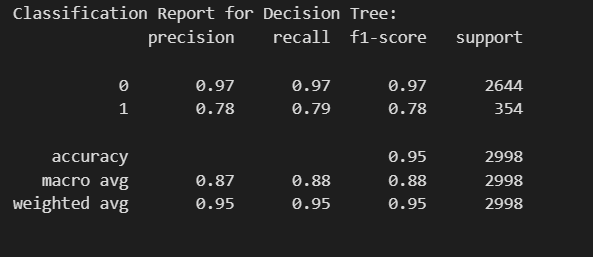 Classification Report for Decision Tree:
precision recall f1-score support
0 0.97 0.97 0.97 2644
1 0.78 0.79 0.78 354
accuracy 0.95 2998
macro avg 0.87 0.88 0.88 2998
weighted avg 0.95 0.95 0.95 2998